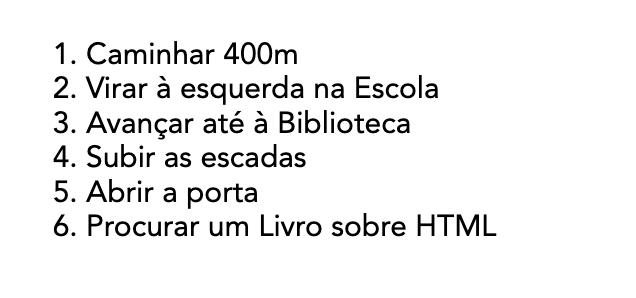 1. Caminhar 400m
2. Virar à esquerda na Escola
3. Avançar até à Biblioteca
4. Subir as escadas
5. Abrir a porta
6. Procurar um Livro sobre HTML